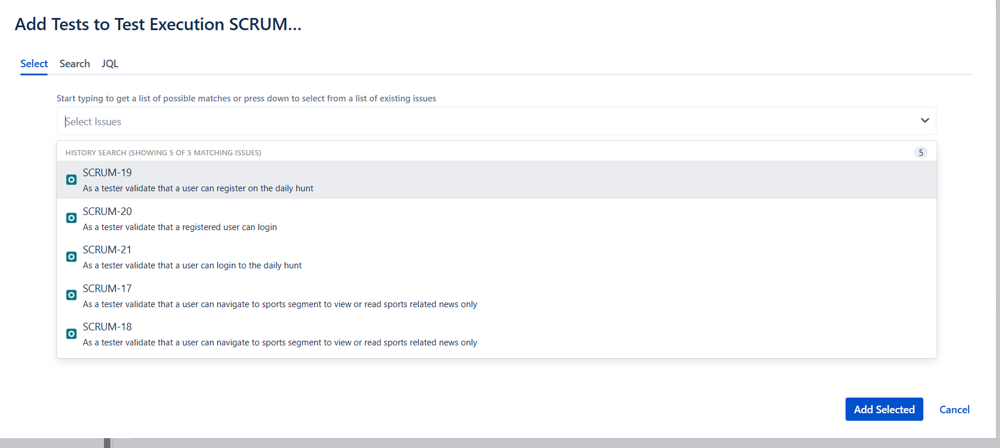 Add Tests to Test Execution SCRUM...
Select Search JQL
Start typing to get a list of possible matches or press down to select from a list of existing issues
Select Issues
HISTORY SEARCH (SHOWING 5 OF 5 MATCHING ISSUES) 5
SCRUM-19
As a tester validate that a user can register on the daily hunt
SCRUM-20
As a tester validate that a registered user can login
SCRUM-21
As a tester validate that a user can login to the daily hunt
SCRUM-17
As a tester validate that a user can navigate to sports segment to view or read sports related news only
SCRUM-18
As a tester validate that a user can navigate to sports segment to view or read sports related news only
Add Selected Cancel